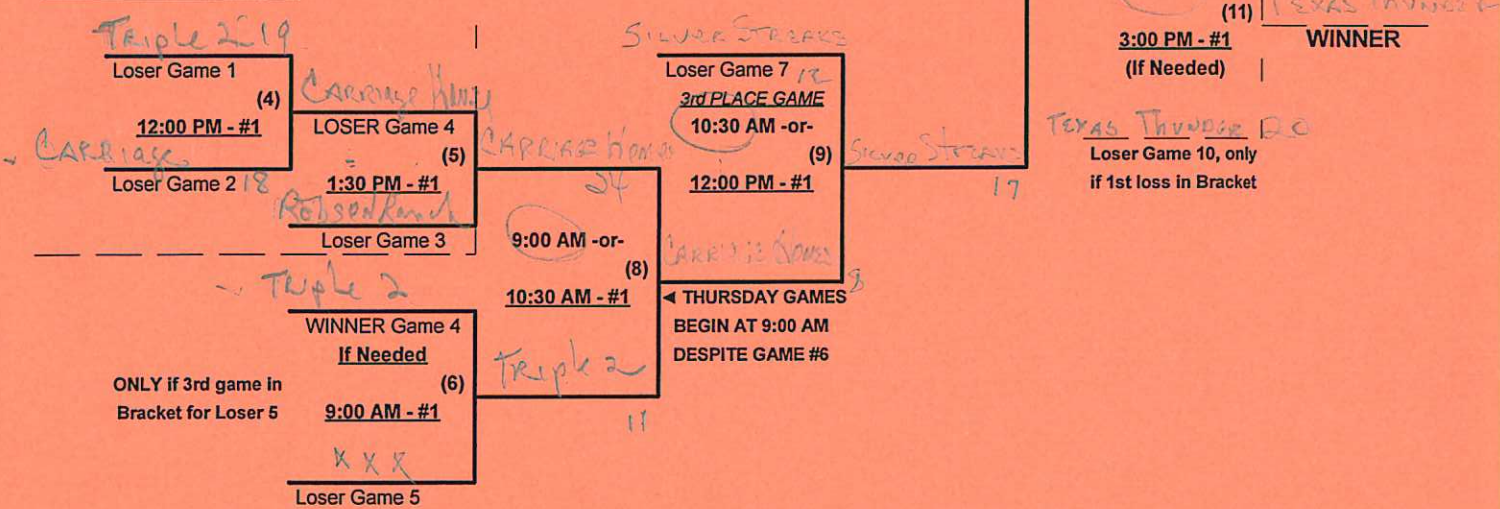 Triple 2 19
Loser Game 1
(4)
12:00 PM - #1
Carriage
Loser Game 2 18
Carriage
LOSER Game 4
(5)
1:30 PM - #1
Robson Ranch
Loser Game 3
Triple 2
WINNER Game 4
If Needed
(6)
ONLY if 3rd game in
Bracket for Loser 5
9:00 AM - #1
X X X
Loser Game 5
CARRIAGE HOMES
24
9:00 AM -or-
(8)
10:30 AM - #1
Triple 2
11
SILVER STREAKS
Loser Game 7 12
3rd PLACE GAME
10:30 AM -or-
(9)
12:00 PM - #1
CARRIAGE HOMES
8
◄ THURSDAY GAMES
BEGIN AT 9:00 AM
DESPITE GAME #6
SILVER STREAKS
17
(11)
3:00 PM - #1
(If Needed)
TEXAS THUNDER
WINNER
TEXAS THUNDER 20
Loser Game 10, only
if 1st loss in Bracket